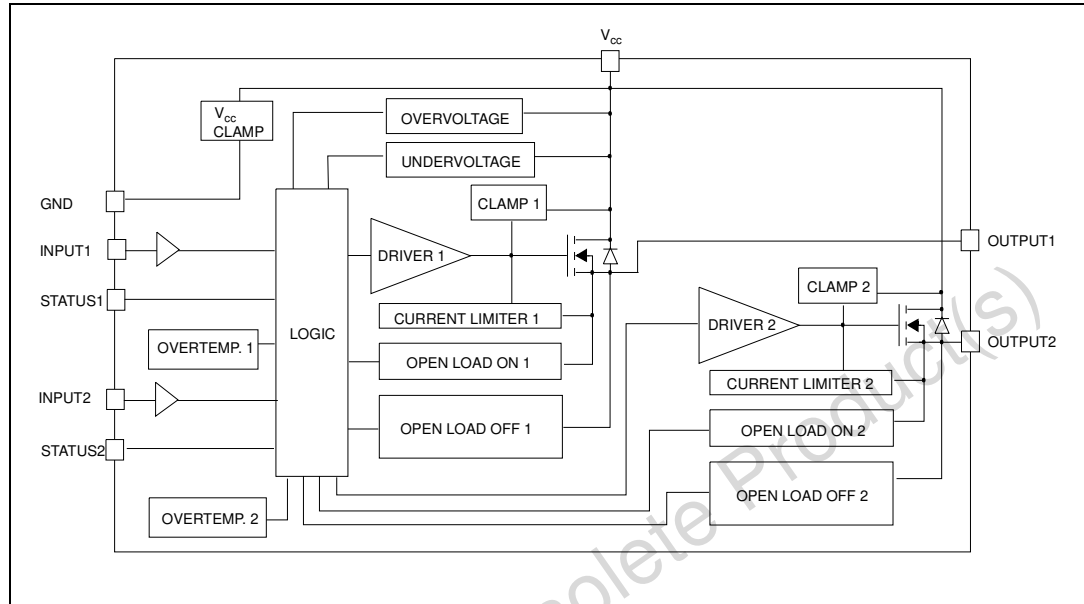 Vcc
Vcc
CLAMP
OVERVOLTAGE
UNDERVOLTAGE
GND
CLAMP 1
INPUT1
DRIVER 1
OUTPUT1
STATUS1
LOGIC
CURRENT LIMITER 1
CLAMP 2
DRIVER 2
OUTPUT2
OVERTEMP. 1
OPEN LOAD ON 1
CURRENT LIMITER 2
INPUT2
OPEN LOAD OFF 1
OPEN LOAD ON 2
STATUS2
OPEN LOAD OFF 2
OVERTEMP. 2
olete Product(s)